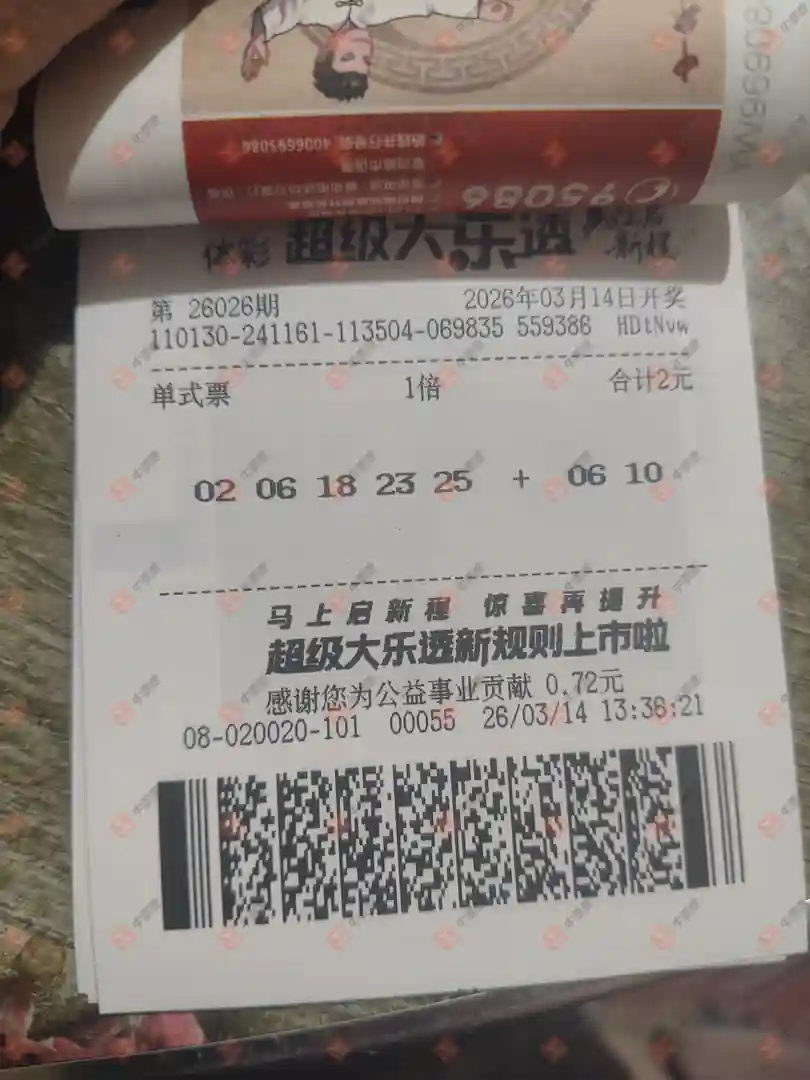 95086
4006695086
体彩 超级大乐透
第 26026期 2026年03月14日开奖
110130-241161-113504-069835 559386 HDtNvw
单式票 1倍 合计2元
02 06 18 23 25 + 06 10
马上启新程 惊喜再提升
超级大乐透新规则上市啦
感谢您为公益事业贡献 0.72元
08-020020-101 00055 26/03/14 13:36:21